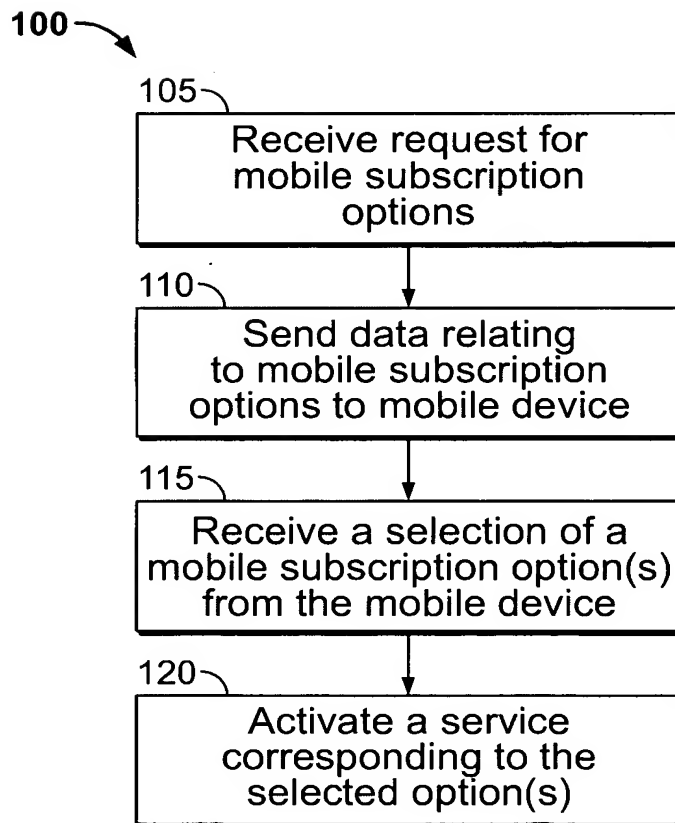 100
105
Receive request for
mobile subscription
options
110
Send data relating
to mobile subscription
options to mobile device
115
Receive a selection of a
mobile subscription option(s)
from the mobile device
120
Activate a service
corresponding to the
selected option(s)